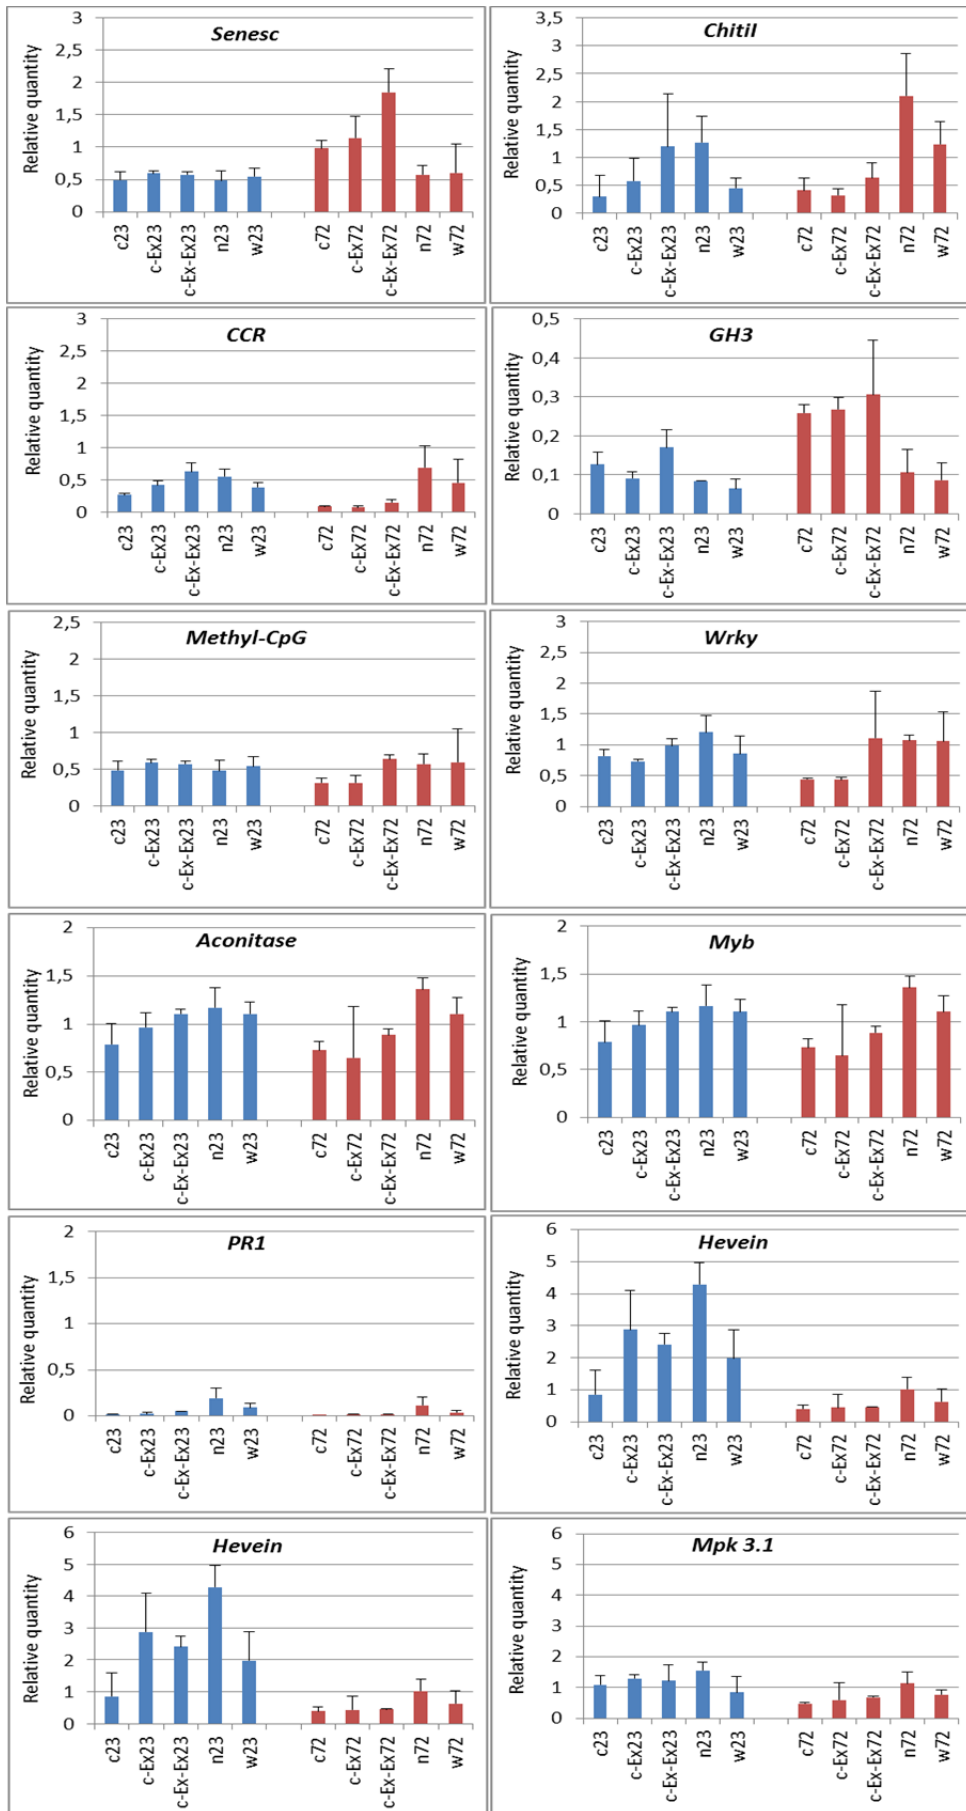 Senesc
Relative quantity
3
2,5
2
1,5
1
0,5
0
c23
c-Ex23
c-Ex-Ex23
n23
w23
c72
c-Ex72
c-Ex-Ex72
n72
w72
Chitil
Relative quantity
3,5
3
2,5
2
1,5
1
0,5
0
c23
c-Ex23
c-Ex-Ex23
n23
w23
c72
c-Ex72
c-Ex-Ex72
n72
w72
CCR
Relative quantity
3
2,5
2
1,5
1
0,5
0
c23
c-Ex23
c-Ex-Ex23
n23
w23
c72
c-Ex72
c-Ex-Ex72
n72
w72
GH3
Relative quantity
0,5
0,4
0,3
0,2
0,1
0
c23
c-Ex23
c-Ex-Ex23
n23
w23
c72
c-Ex72
c-Ex-Ex72
n72
w72
Methyl-CpG
Relative quantity
2,5
2
1,5
1
0,5
0
c23
c-Ex23
c-Ex-Ex23
n23
w23
c72
c-Ex72
c-Ex-Ex72
n72
w72
Wrky
Relative quantity
3
2,5
2
1,5
1
0,5
0
c23
c-Ex23
c-Ex-Ex23
n23
w23
c72
c-Ex72
c-Ex-Ex72
n72
w72
Aconitase
Relative quantity
2
1,5
1
0,5
0
c23
c-Ex23
c-Ex-Ex23
n23
w23
c72
c-Ex72
c-Ex-Ex72
n72
w72
Myb
Relative quantity
2
1,5
1
0,5
0
c23
c-Ex23
c-Ex-Ex23
n23
w23
c72
c-Ex72
c-Ex-Ex72
n72
w72
PR1
Relative quantity
2
1,5
1
0,5
0
c23
c-Ex23
c-Ex-Ex23
n23
w23
c72
c-Ex72
c-Ex-Ex72
n72
w72
Hevein
Relative quantity
6
5
4
3
2
1
0
c23
c-Ex23
c-Ex-Ex23
n23
w23
c72
c-Ex72
c-Ex-Ex72
n72
w72
Hevein
Relative quantity
6
5
4
3
2
1
0
c23
c-Ex23
c-Ex-Ex23
n23
w23
c72
c-Ex72
c-Ex-Ex72
n72
w72
Mpk 3.1
Relative quantity
6
5
4
3
2
1
0
c23
c-Ex23
c-Ex-Ex23
n23
w23
c72
c-Ex72
c-Ex-Ex72
n72
w72